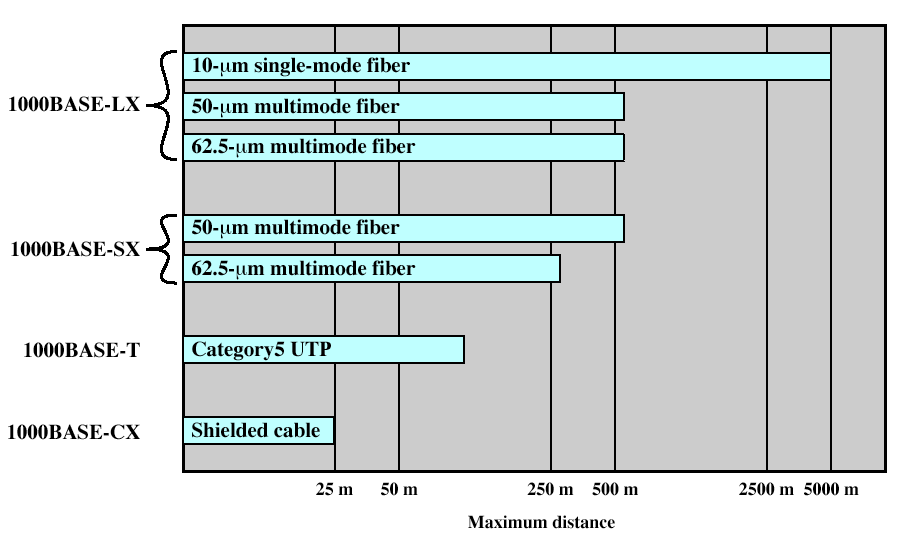 10-μm single-mode fiber
1000BASE-LX
50-μm multimode fiber
62.5-μm multimode fiber
50-μm multimode fiber
1000BASE-SX
62.5-μm multimode fiber
1000BASE-T
Category5 UTP
1000BASE-CX
Shielded cable
25 m 50 m 250 m 500 m 2500 m 5000 m
Maximum distance